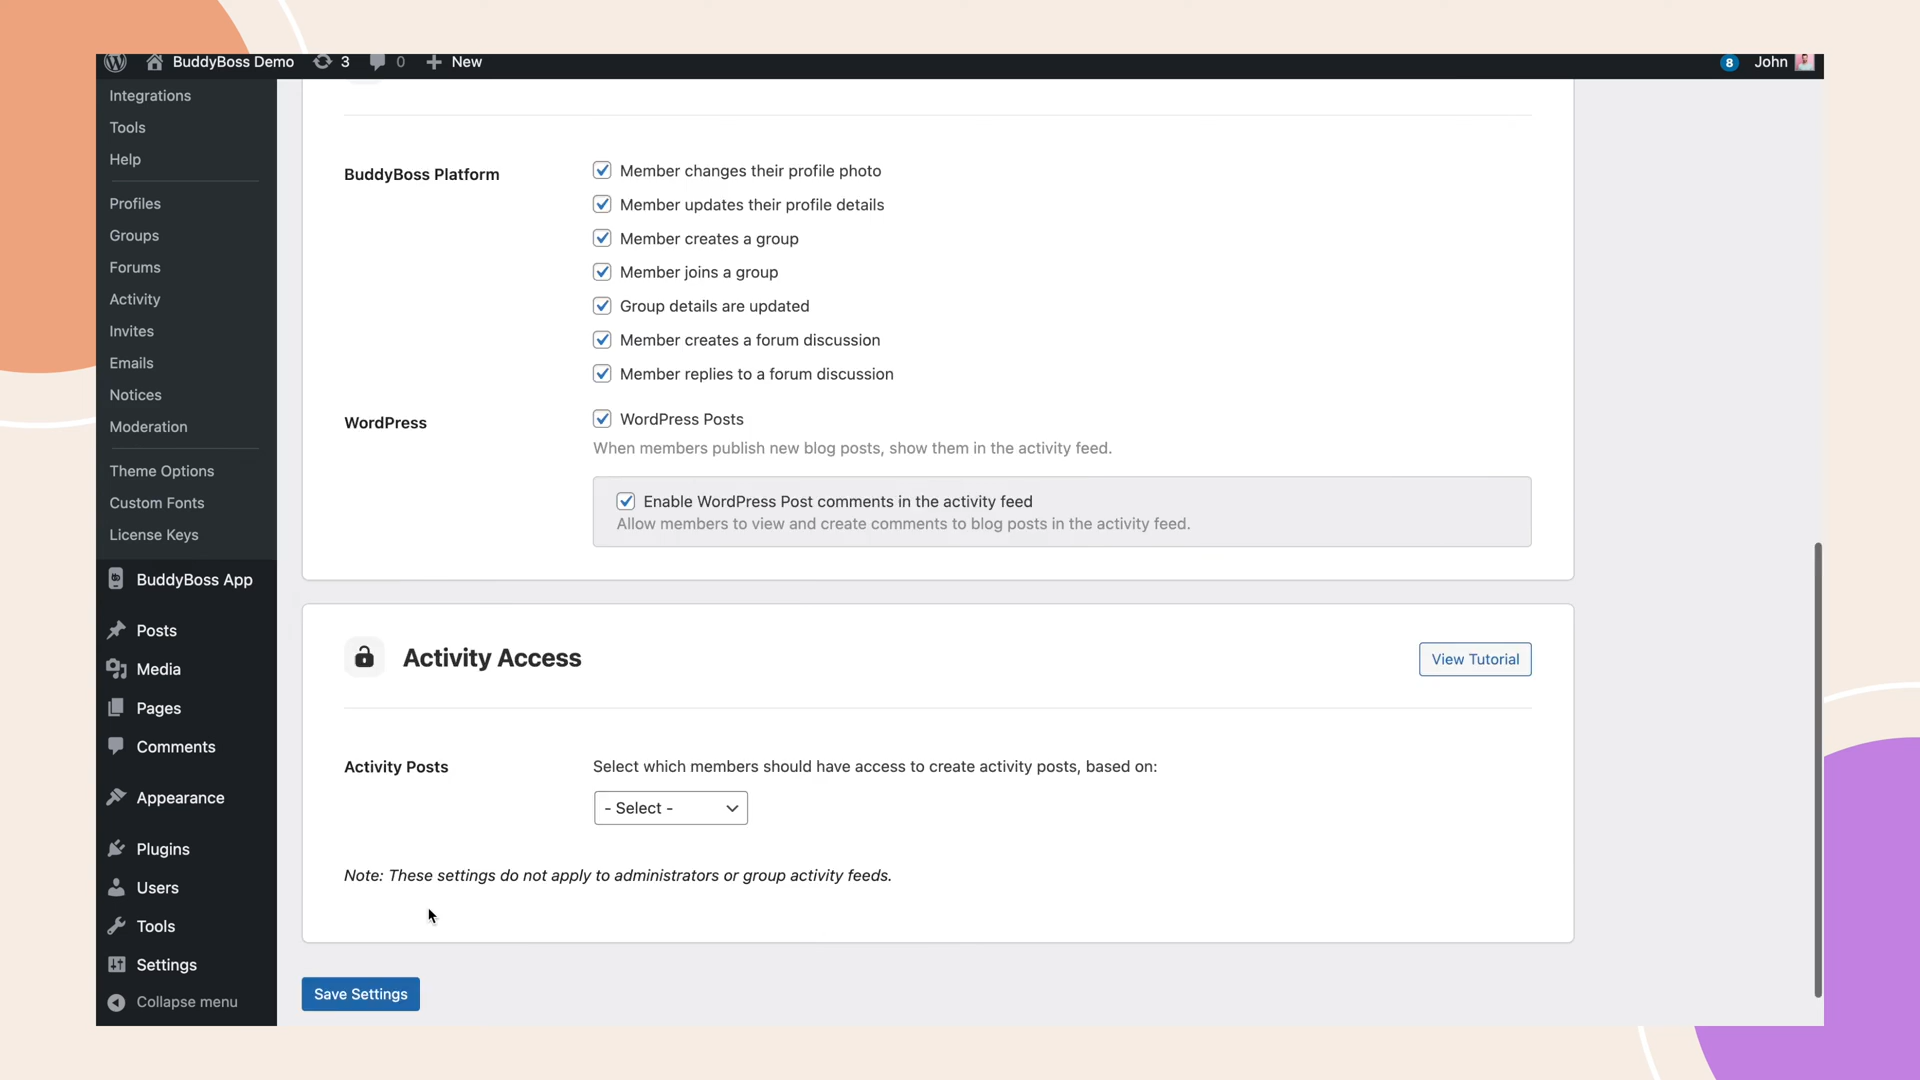 BuddyBoss Demo 3 0 New 8 John
Integrations
Tools
Help
Profiles
Groups
Forums
Activity
Invites
Emails
Notices
Moderation
Theme Options
Custom Fonts
License Keys
BuddyBoss App
Posts
Media
Pages
Comments
Appearance
Plugins
Users
Tools
Settings
Collapse menu
BuddyBoss Platform
Member changes their profile photo
Member updates their profile details
Member creates a group
Member joins a group
Group details are updated
Member creates a forum discussion
Member replies to a forum discussion
WordPress
WordPress Posts
When members publish new blog posts, show them in the activity feed.
Enable WordPress Post comments in the activity feed
Allow members to view and create comments to blog posts in the activity feed.
Activity Access
View Tutorial
Activity Posts
Select which members should have access to create activity posts, based on:
- Select -
Note: These settings do not apply to administrators or group activity feeds.
Save Settings